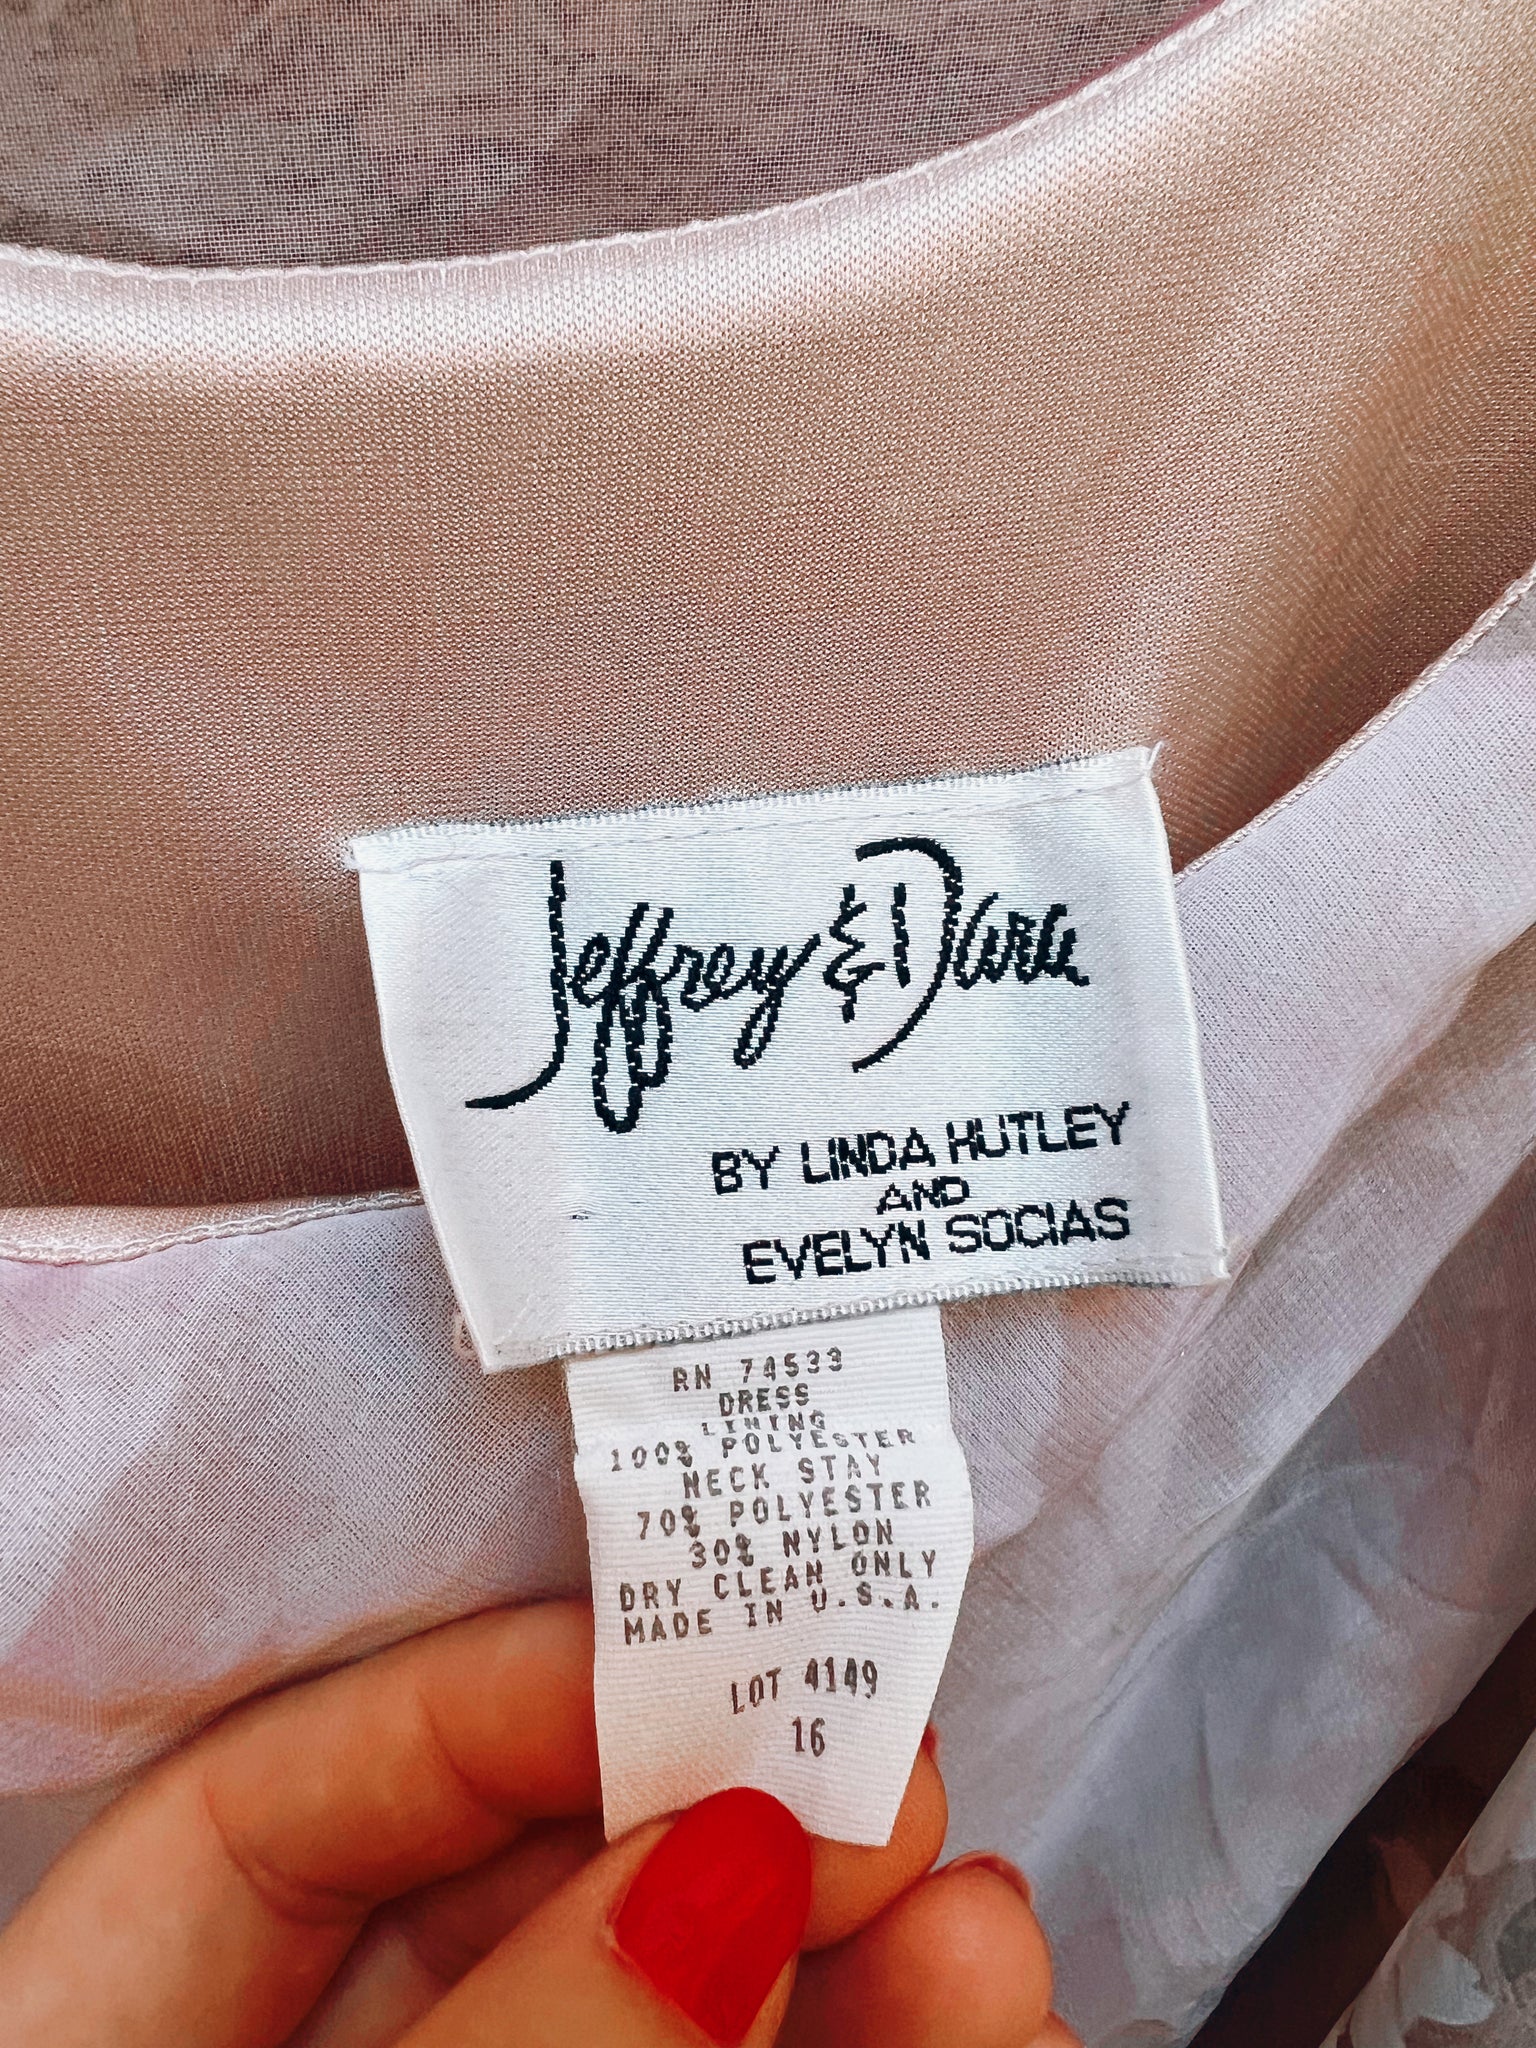 Jeffrey & Dara
BY LINDA HUTLEY
AND
EVELYN SOCIAS
RN 74533
DRESS
LINING
100% POLYESTER
NECK STAY
70% POLYESTER
30% NYLON
DRY CLEAN ONLY
MADE IN U.S.A.
LOT 4149
16